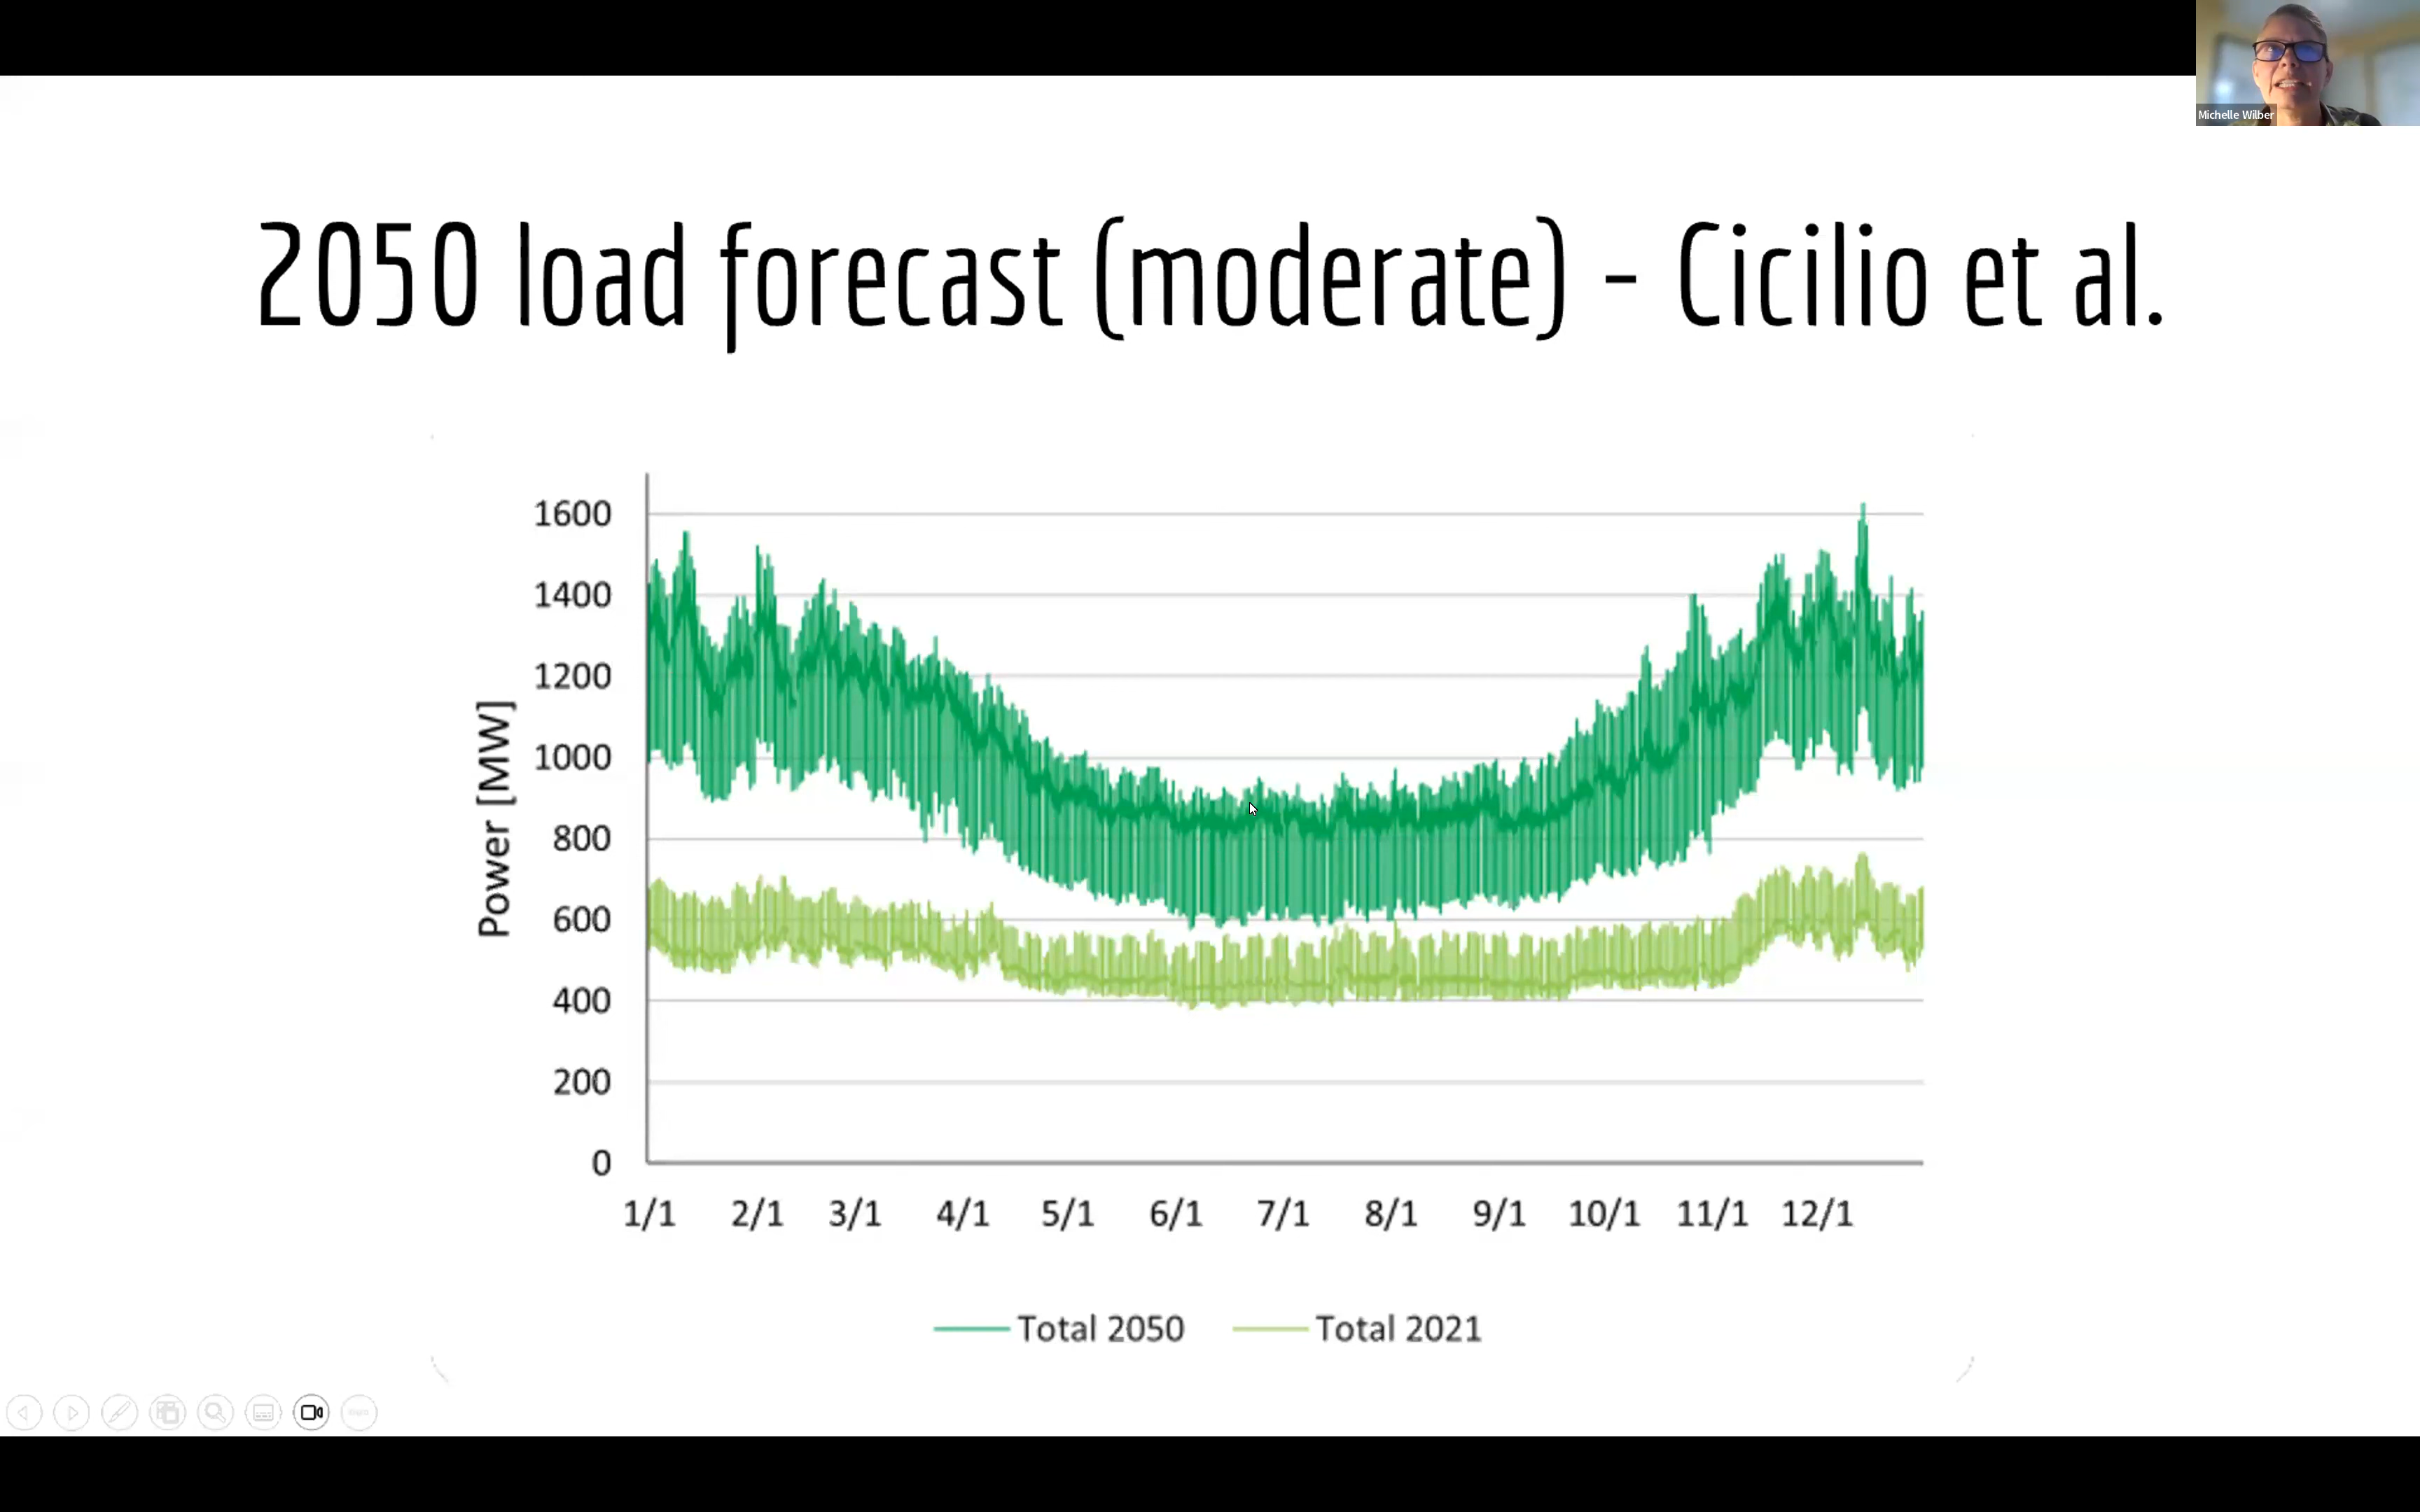 Michelle Wilber
2050 load forecast (moderate) - Cicilio et al.
Power [MW]
1600
1400
1200
1000
800
600
400
200
0
1/1 2/1 3/1 4/1 5/1 6/1 7/1 8/1 9/1 10/1 11/1 12/1
Total 2050 Total 2021